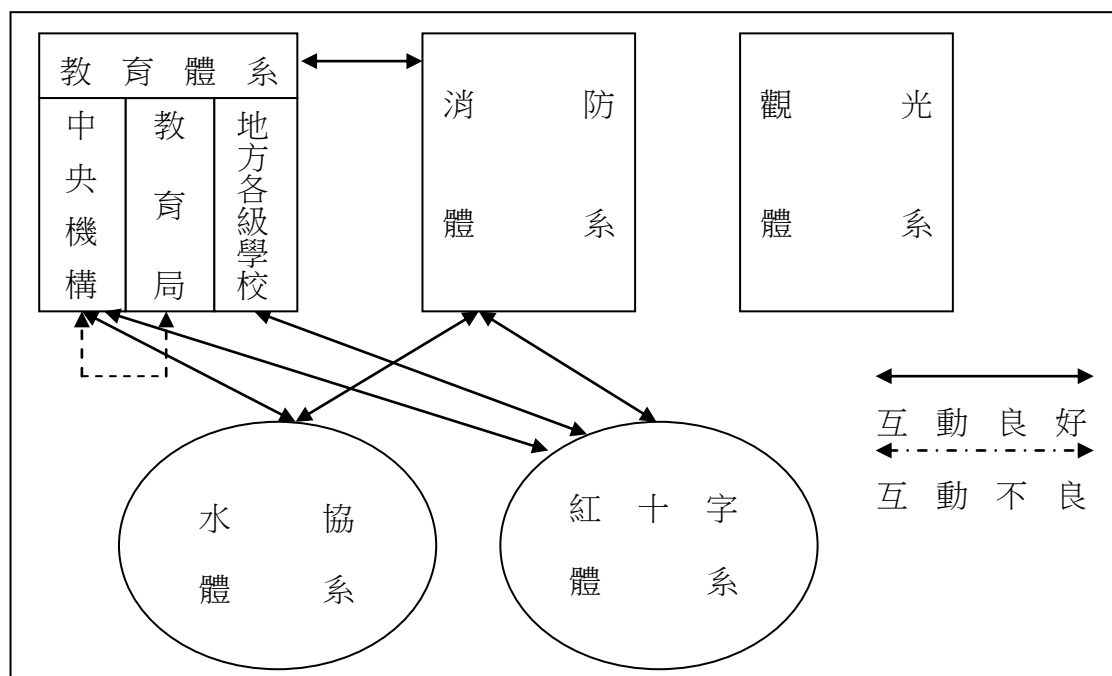 教育體系
中央機構
教育局
地方各級學校
消防
體系
觀光
體系
互動良好
互動不良
水協
體系
紅十字
體系